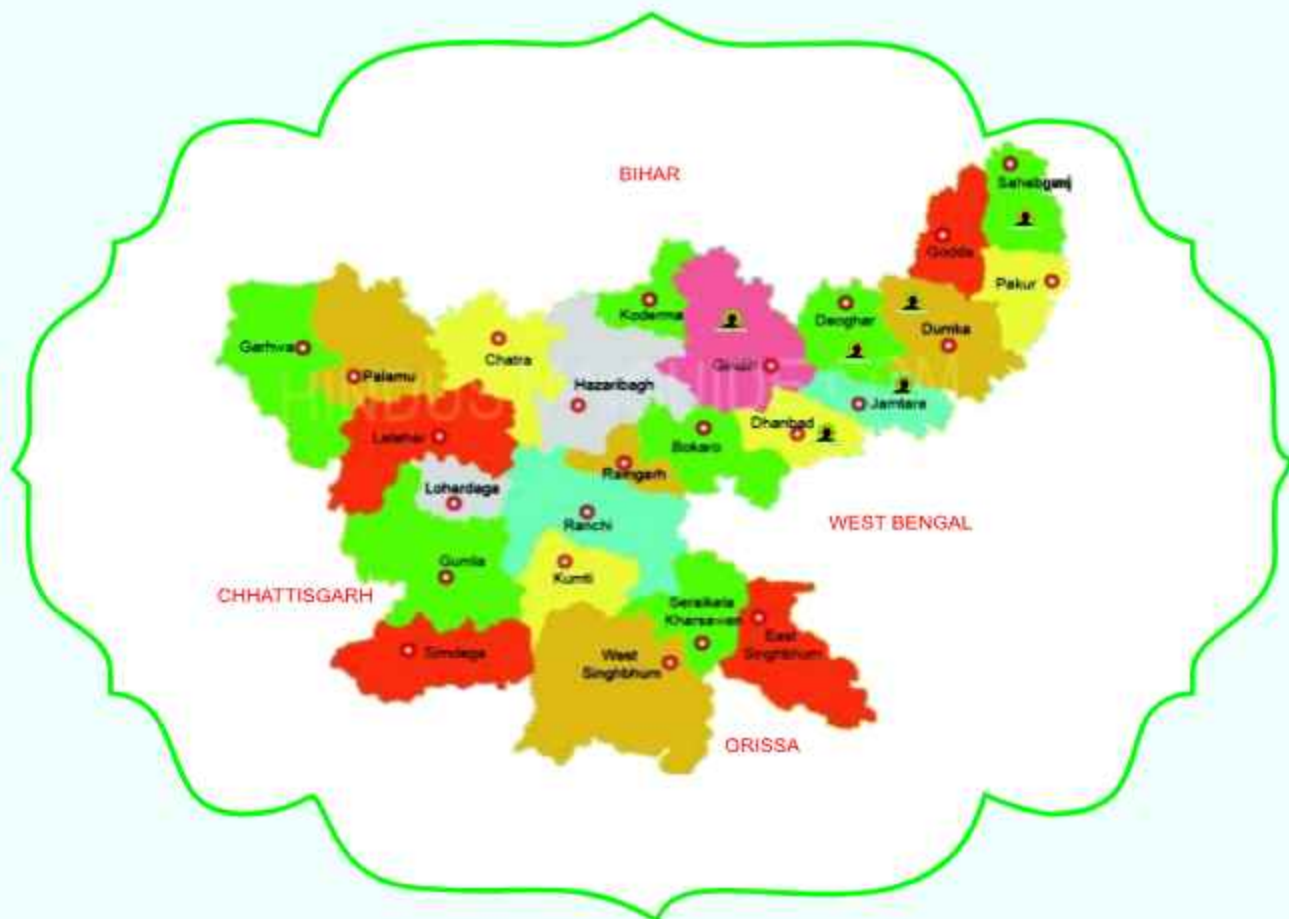 BIHAR
Sahebganj
Godda
Pakur
Koderma
Deoghar
Dumka
Garhwa
Chatra
Palamu
Giridih
Hazaribagh
Jamtara
Dhanbad
Latehar
Bokaro
Ramgarh
Lohardaga
Ranchi
WEST BENGAL
Gumla
Kumti
CHHATTISGARH
Seraikela
Kharsawan
East
Singhbhum
Simdega
West
Singhbhum
ORISSA